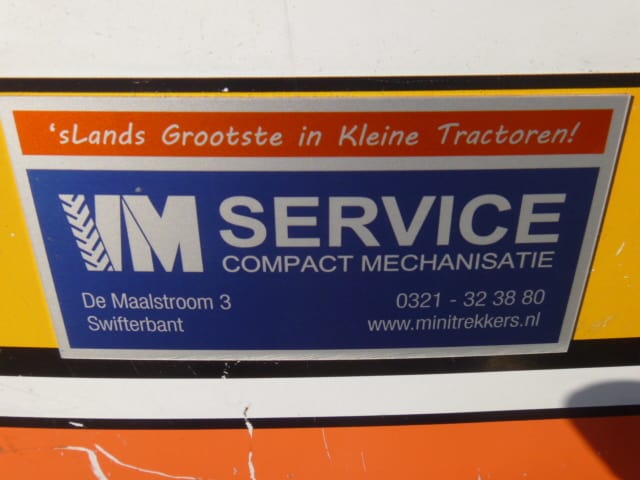 ‘sLands Grootste in Kleine Tractoren!
VM SERVICE
COMPACT MECHANISATIE
De Maalstroom 3
0321 - 32 38 80
Swifterbant
www.minitrekkers.nl